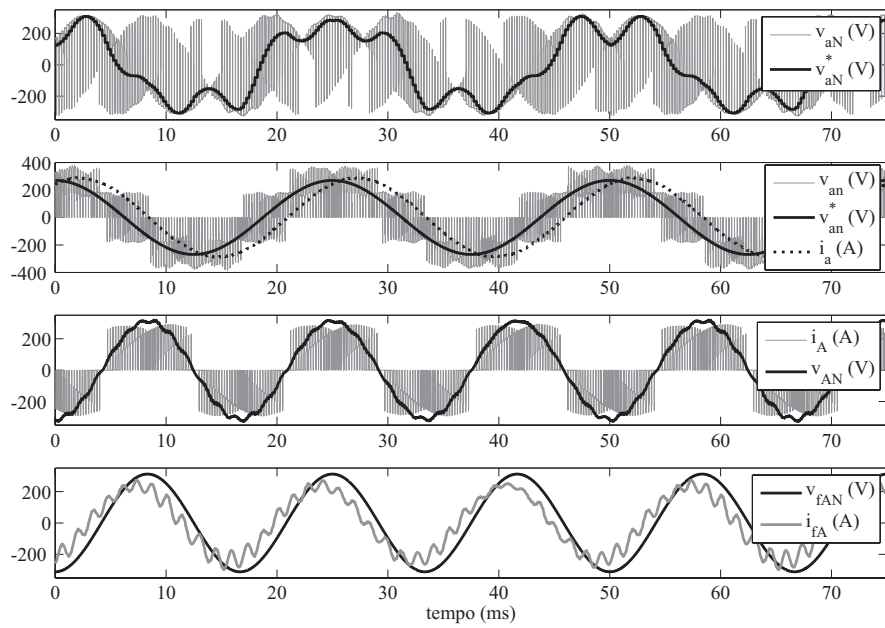 200
0
-200
v_aN (V)
v*_aN (V)
0 10 20 30 40 50 60 70
400
200
0
-200
-400
v_an (V)
v*_an (V)
i_a (A)
0 10 20 30 40 50 60 70
200
0
-200
i_A (A)
v_AN (V)
0 10 20 30 40 50 60 70
200
0
-200
v_fAN (V)
i_fA (A)
0 10 20 30 40 50 60 70
tempo (ms)